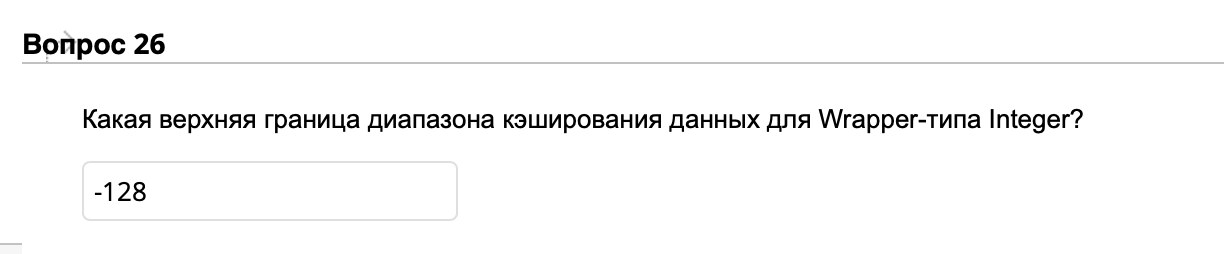 Вопрос 26
Какая верхняя граница диапазона кэширования данных для Wrapper-типа Integer?
-128